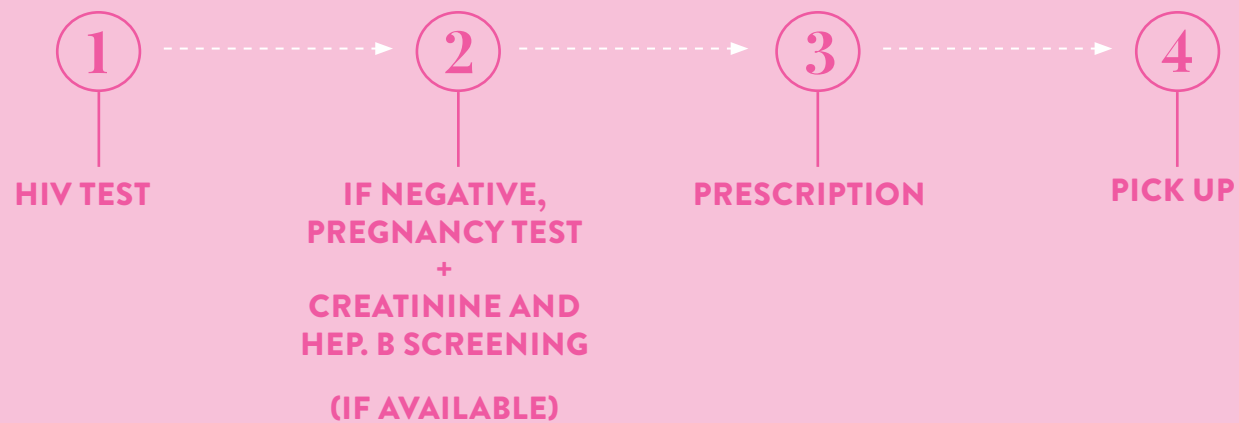 1
HIV TEST
2
IF NEGATIVE,
PREGNANCY TEST
+
CREATININE AND
HEP. B SCREENING
(IF AVAILABLE)
3
PRESCRIPTION
4
PICK UP